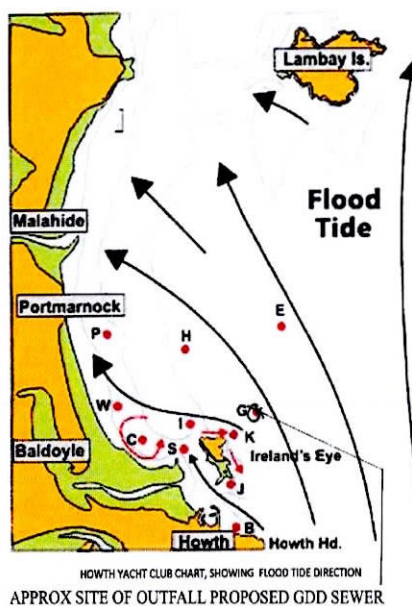 Lambay Is.
Flood
Tide
Malahide
Portmarnock
P
H
E
W
I
G
K
C
S
Baldoyle
Ireland's Eye
J
B
Howth
Howth Hd.
HOWTH YACHT CLUB CHART, SHOWING FLOOD TIDE DIRECTION
APPROX SITE OF OUTFALL PROPOSED GDD SEWER